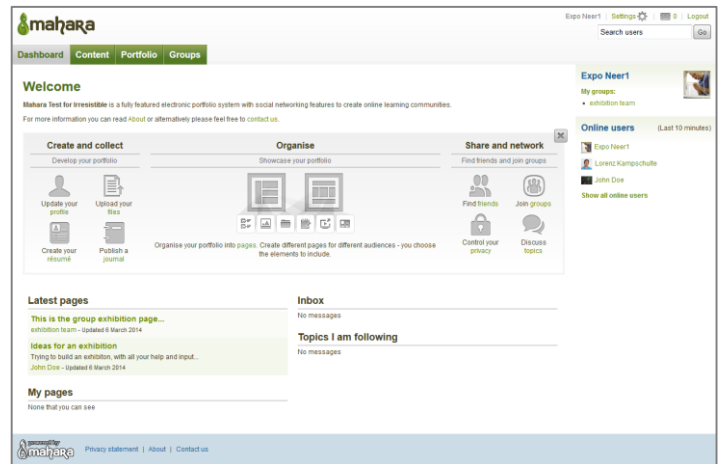 mahara
Expo Neer1 | Settings | 0 | Logout
Search users Go
Dashboard Content Portfolio Groups
Welcome
Mahara Test for Irresistible is a fully featured electronic portfolio system with social networking features to create online learning communities.
For more information you can read About or alternatively please feel free to contact us.
Create and collect
Develop your portfolio
Update your
profile
Upload your
files
Create your
résumé
Publish a
journal
Organise
Showcase your portfolio
Organise your portfolio into pages. Create different pages for different audiences - you choose
the elements to include.
Share and network
Find friends and join groups
Find friends
Join groups
Control your
privacy
Discuss
topics
Latest pages
This is the group exhibition page...
exhibition team - Updated 6 March 2014
Ideas for an exhibition
Trying to build an exhibiton, with all your help and input...
John Doe - Updated 6 March 2014
My pages
None that you can see
Inbox
No messages
Topics I am following
No messages
Expo Neer1
My groups:
exhibition team
Online users (Last 10 minutes)
Expo Neer1
Lorenz Kampschulte
John Doe
Show all online users
powered by
mahara
Privacy statement | About | Contact us